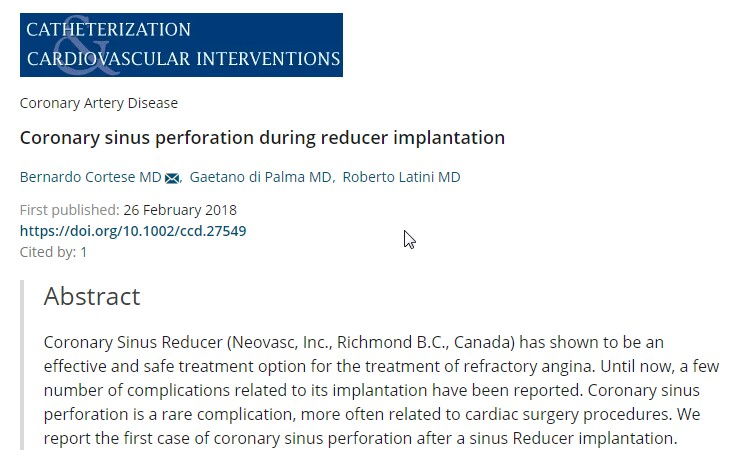 CATHETERIZATION
&
CARDIOVASCULAR INTERVENTIONS
Coronary Artery Disease
Coronary sinus perforation during reducer implantation
Bernardo Cortese MD, Gaetano di Palma MD, Roberto Latini MD
First published: 26 February 2018
https://doi.org/10.1002/ccd.27549
Cited by: 1
Abstract
Coronary Sinus Reducer (Neovasc, Inc., Richmond B.C., Canada) has shown to be an
effective and safe treatment option for the treatment of refractory angina. Until now, a few
number of complications related to its implantation have been reported. Coronary sinus
perforation is a rare complication, more often related to cardiac surgery procedures. We
report the first case of coronary sinus perforation after a sinus Reducer implantation.